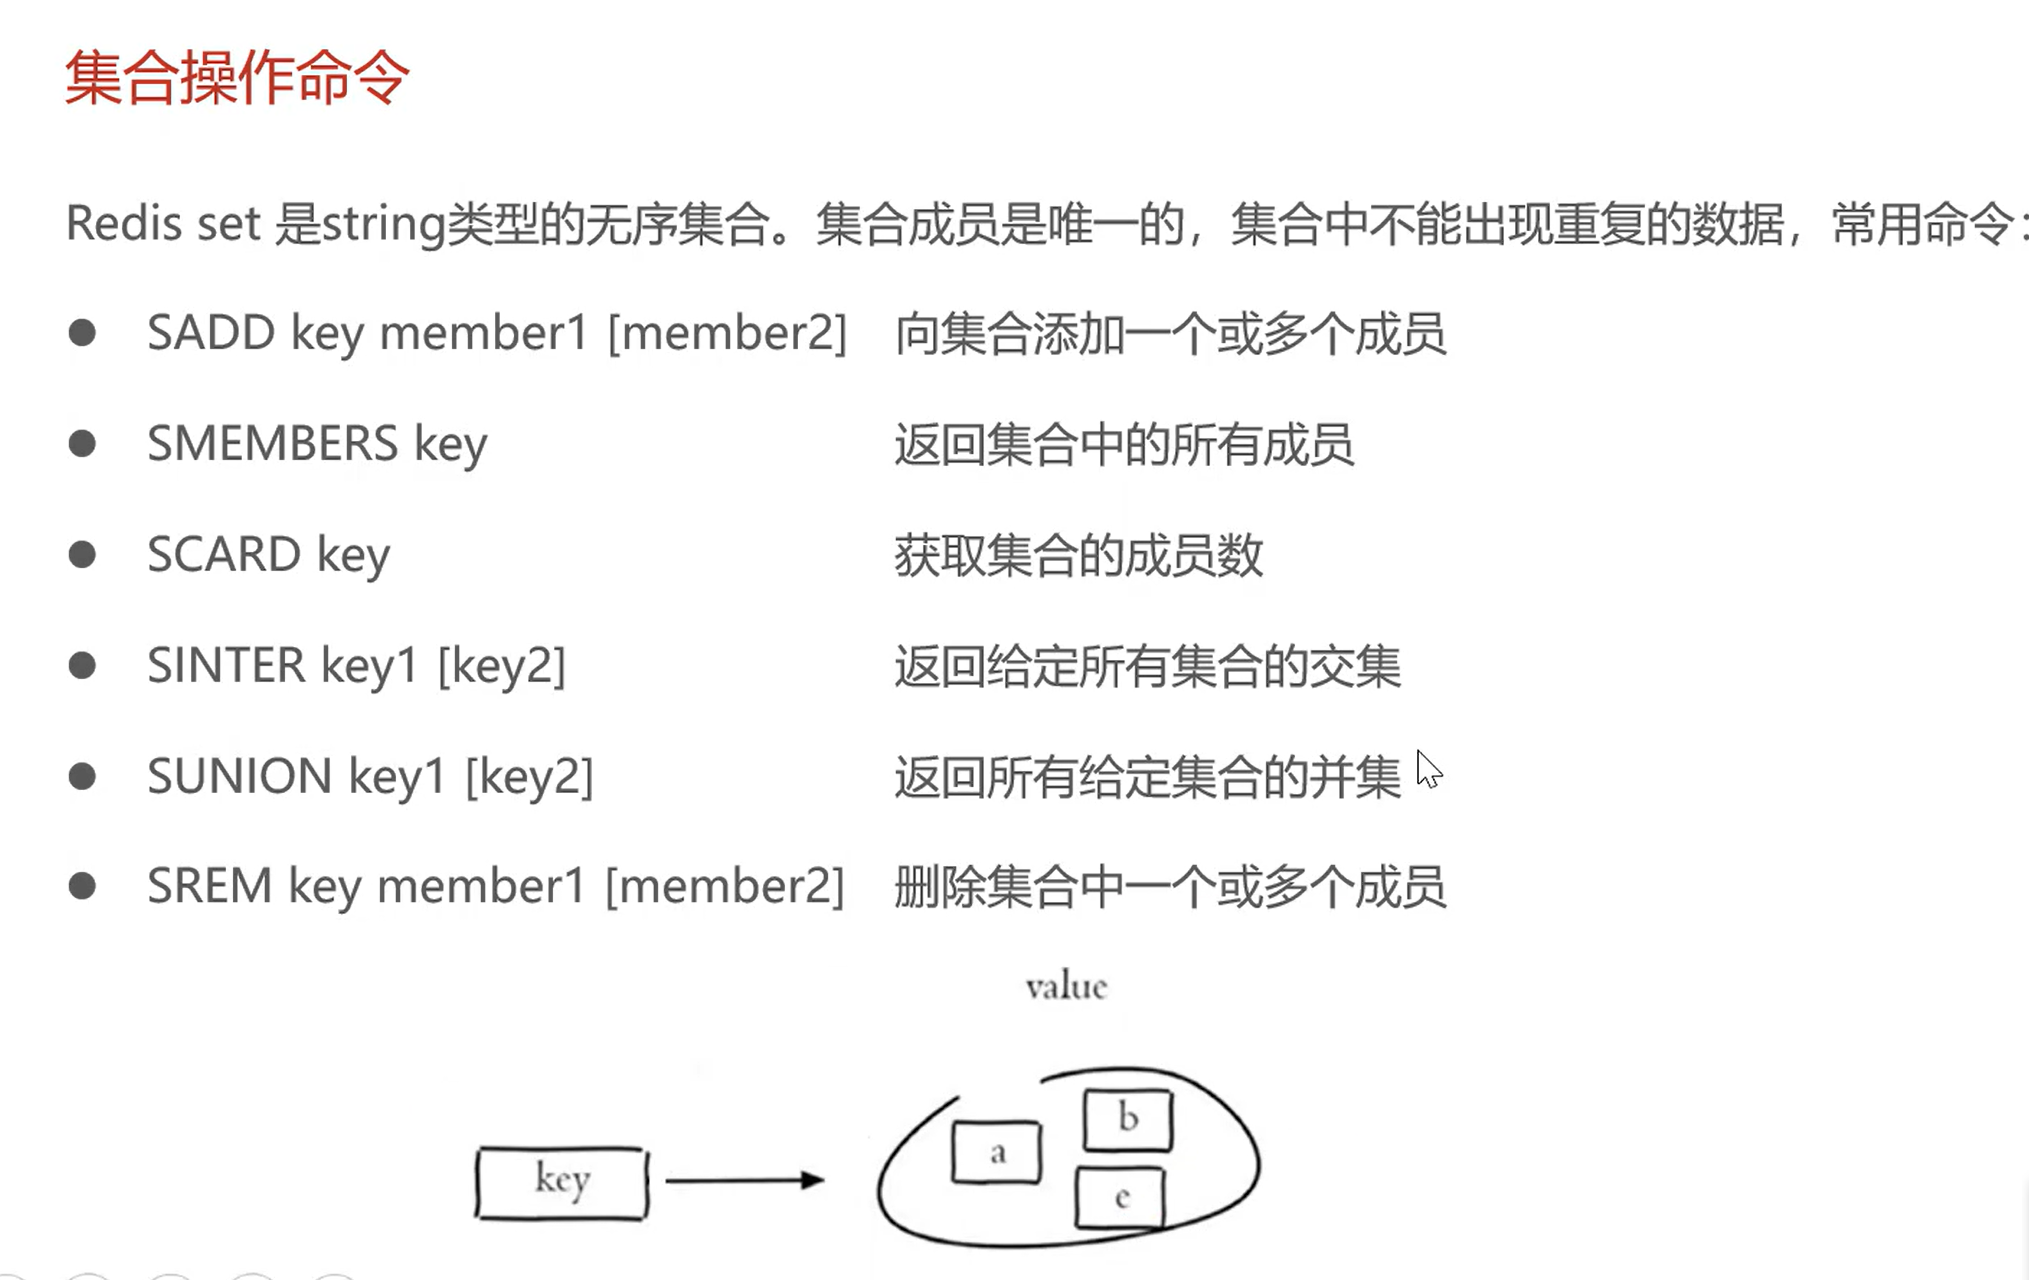 集合操作命令
Redis set 是string类型的无序集合。集合成员是唯一的，集合中不能出现重复的数据，常用命令：
SADD key member1 [member2] 向集合添加一个或多个成员
SMEMBERS key 返回集合中的所有成员
SCARD key 获取集合的成员数
SINTER key1 [key2] 返回给定所有集合的交集
SUNION key1 [key2] 返回所有给定集合的并集
SREM key member1 [member2] 删除集合中一个或多个成员
value
b
a
key
e